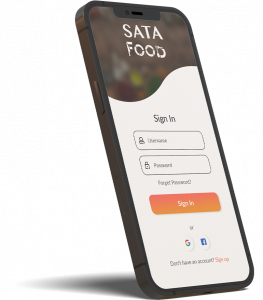 SATA
FOOD
Sign In
Username
Password
Forgot Password?
Sign In
or
G f
Don't have an account? Sign up